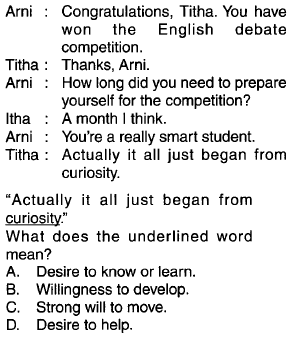 Arni : Congratulations, Titha. You have
won the English debate
competition.
Titha : Thanks, Arni.
Arni : How long did you need to prepare
yourself for the competition?
Itha : A month I think.
Arni : You're a really smart student.
Titha : Actually it all just began from
curiosity.
“Actually it all just began from
curiosity.”
What does the underlined word
mean?
A. Desire to know or learn.
B. Willingness to develop.
C. Strong will to move.
D. Desire to help.